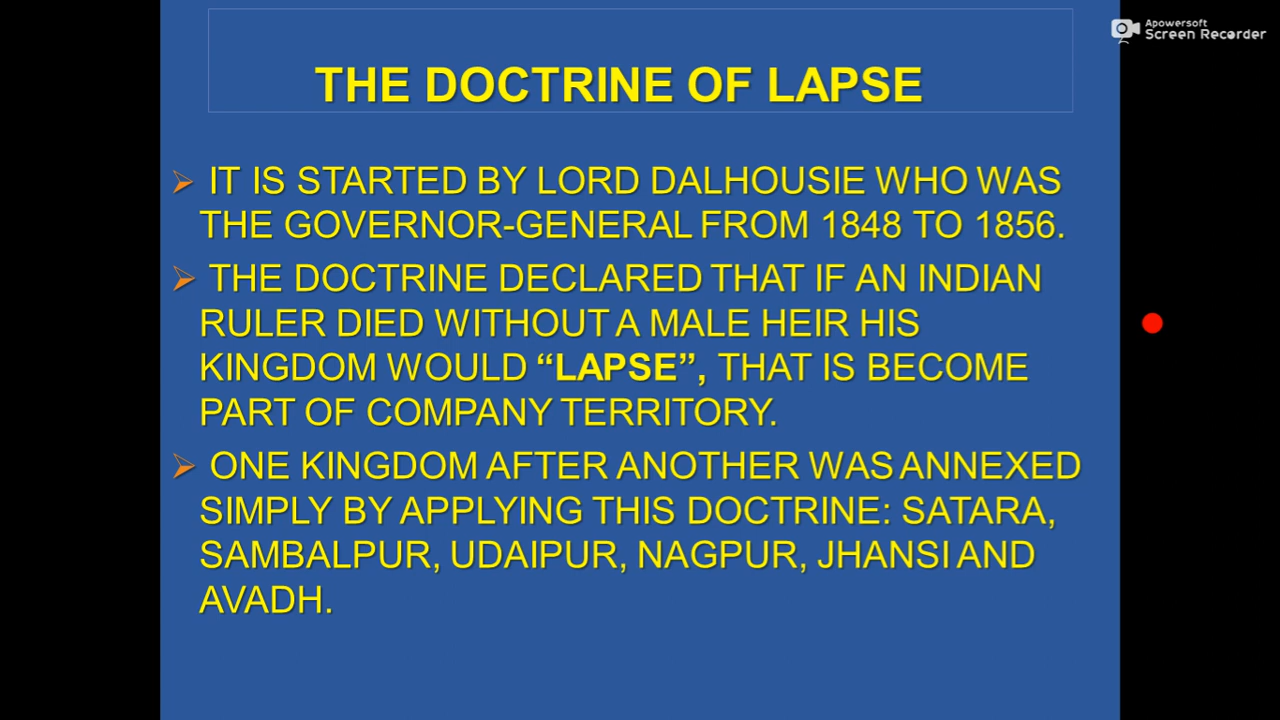 Apowersoft
Screen Recorder
THE DOCTRINE OF LAPSE
➢ IT IS STARTED BY LORD DALHOUSIE WHO WAS
THE GOVERNOR-GENERAL FROM 1848 TO 1856.
➢ THE DOCTRINE DECLARED THAT IF AN INDIAN
RULER DIED WITHOUT A MALE HEIR HIS
KINGDOM WOULD “LAPSE”, THAT IS BECOME
PART OF COMPANY TERRITORY.
➢ ONE KINGDOM AFTER ANOTHER WAS ANNEXED
SIMPLY BY APPLYING THIS DOCTRINE: SATARA,
SAMBALPUR, UDAIPUR, NAGPUR, JHANSI AND
AVADH.